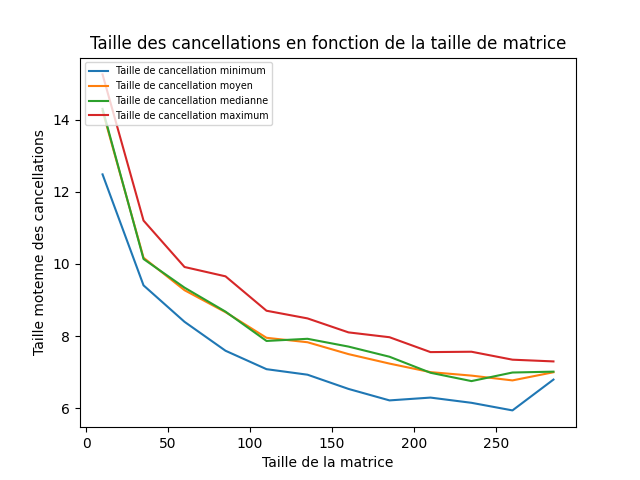 Taille des cancellations en fonction de la taille de matrice
Taille de cancellation minimum
Taille de cancellation moyen
Taille de cancellation medianne
Taille de cancellation maximum
Taille motenne des cancellations
14
12
10
8
6
0 50 100 150 200 250
Taille de la matrice